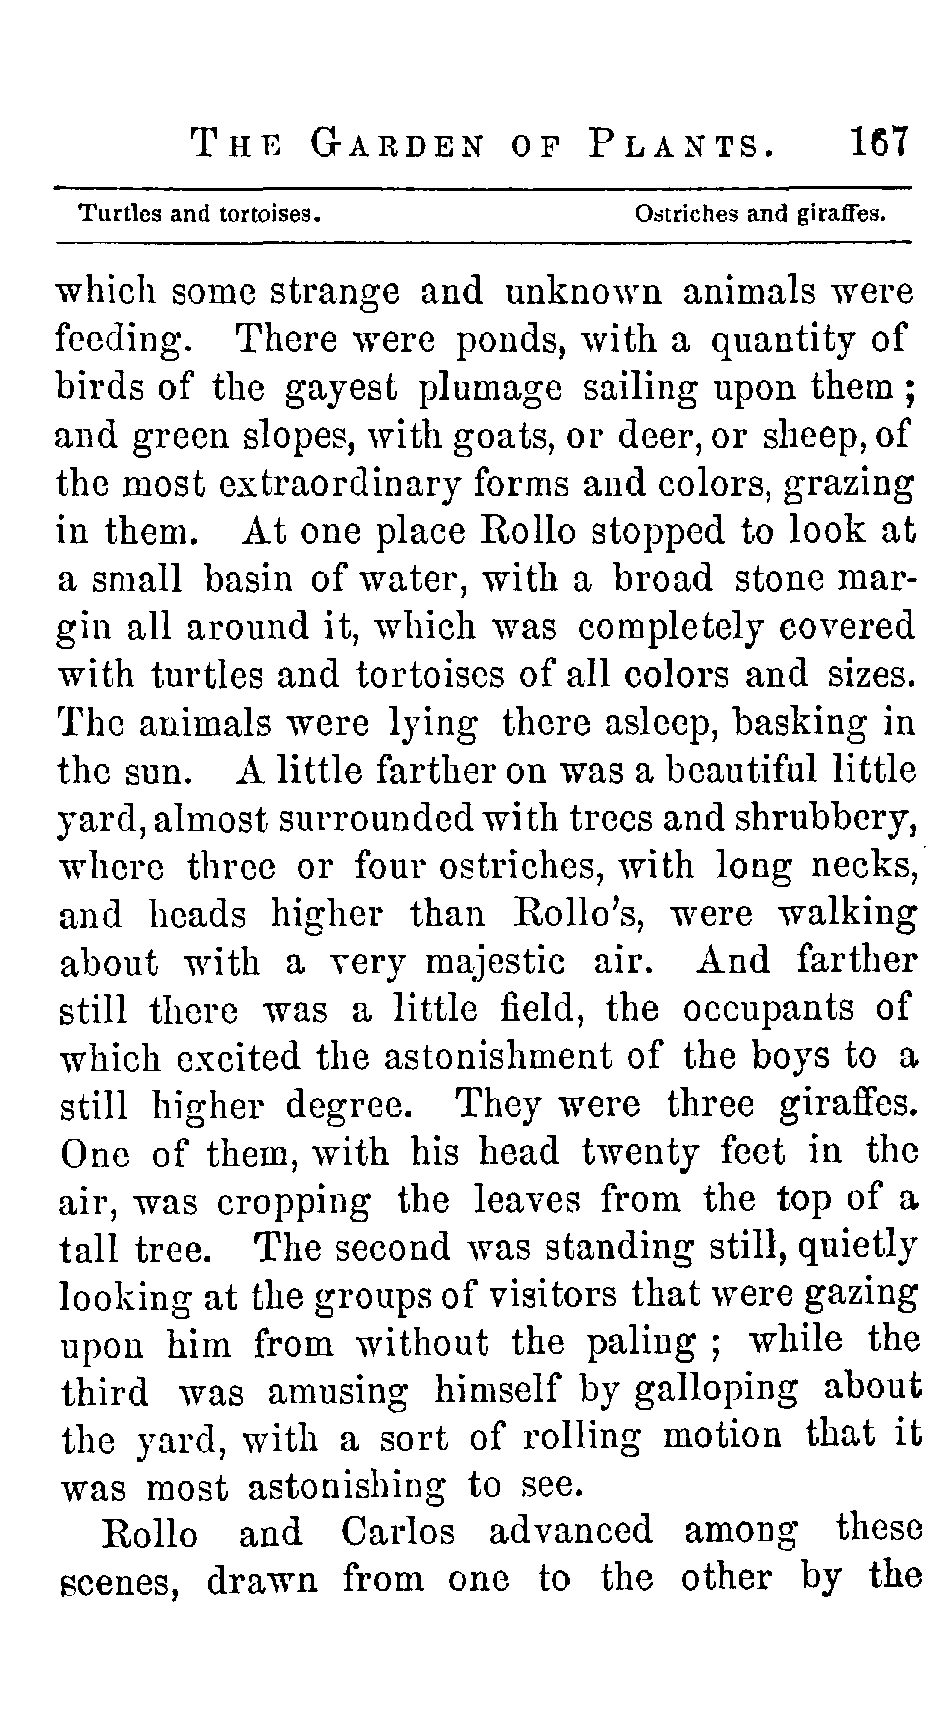 THE GARDEN OF PLANTS. 167
Turtles and tortoises. Ostriches and giraffes.
which some strange and unknown animals were
feeding. There were ponds, with a quantity of
birds of the gayest plumage sailing upon them;
and green slopes, with goats, or deer, or sheep, of
the most extraordinary forms and colors, grazing
in them. At one place Rollo stopped to look at
a small basin of water, with a broad stone mar-
gin all around it, which was completely covered
with turtles and tortoises of all colors and sizes.
The animals were lying there asleep, basking in
the sun. A little farther on was a beautiful little
yard, almost surrounded with trees and shrubbery,
where three or four ostriches, with long necks,
and heads higher than Rollo's, were walking
about with a very majestic air. And farther
still there was a little field, the occupants of
which excited the astonishment of the boys to a
still higher degree. They were three giraffes.
One of them, with his head twenty feet in the
air, was cropping the leaves from the top of a
tall tree. The second was standing still, quietly
looking at the groups of visitors that were gazing
upon him from without the paling; while the
third was amusing himself by galloping about
the yard, with a sort of rolling motion that it
was most astonishing to see.
Rollo and Carlos advanced among these
scenes, drawn from one to the other by the